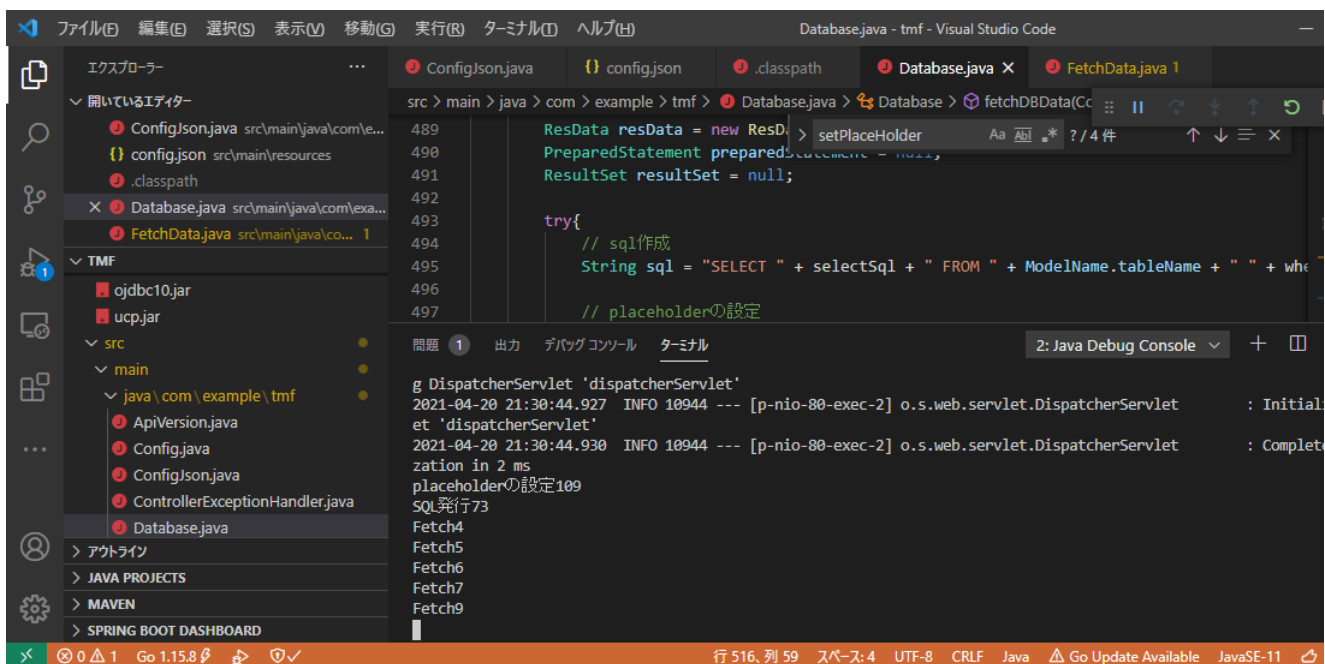 ファイル(F) 編集(E) 選択(S) 表示(V) 移動(G) 実行(R) ターミナル(T) ヘルプ(H) Database.java - tmf - Visual Studio Code
エクスプローラー
開いているエディター
ConfigJson.java src\main\java\com\e...
{} config.json src\main\resources
.classpath
Database.java src\main\java\com\exa...
FetchData.java src\main\java\co... 1
TMF
ojdbc10.jar
ucp.jar
src
main
java\com\example\tmf
ApiVersion.java
Config.java
ConfigJson.java
ControllerExceptionHandler.java
Database.java
アウトライン
JAVA PROJECTS
MAVEN
SPRING BOOT DASHBOARD
1
ConfigJson.java {} config.json .classpath Database.java FetchData.java 1
src > main > java > com > example > tmf > Database.java > Database > fetchDBData(Cc
setPlaceHolder Aa Abl .* ? / 4 件
489 ResData resData = new ResD
490 PreparedStatement preparedStatement = null;
491 ResultSet resultSet = null;
492
493 try{
494 // sql作成
495 String sql = "SELECT " + selectSql + " FROM " + ModelName.tableName + " " + whe
496
497 // placeholderの設定
問題 1 出力 デバッグ コンソール ターミナル 2: Java Debug Console
g DispatcherServlet 'dispatcherServlet'
2021-04-20 21:30:44.927 INFO 10944 --- [p-nio-80-exec-2] o.s.web.servlet.DispatcherServlet : Initial
et 'dispatcherServlet'
2021-04-20 21:30:44.930 INFO 10944 --- [p-nio-80-exec-2] o.s.web.servlet.DispatcherServlet : Complet
zation in 2 ms
placeholderの設定109
SQL発行73
Fetch4
Fetch5
Fetch6
Fetch7
Fetch9
0 1 Go 1.15.8 行 516、列 59 スペース: 4 UTF-8 CRLF Java Go Update Available JavaSE-11